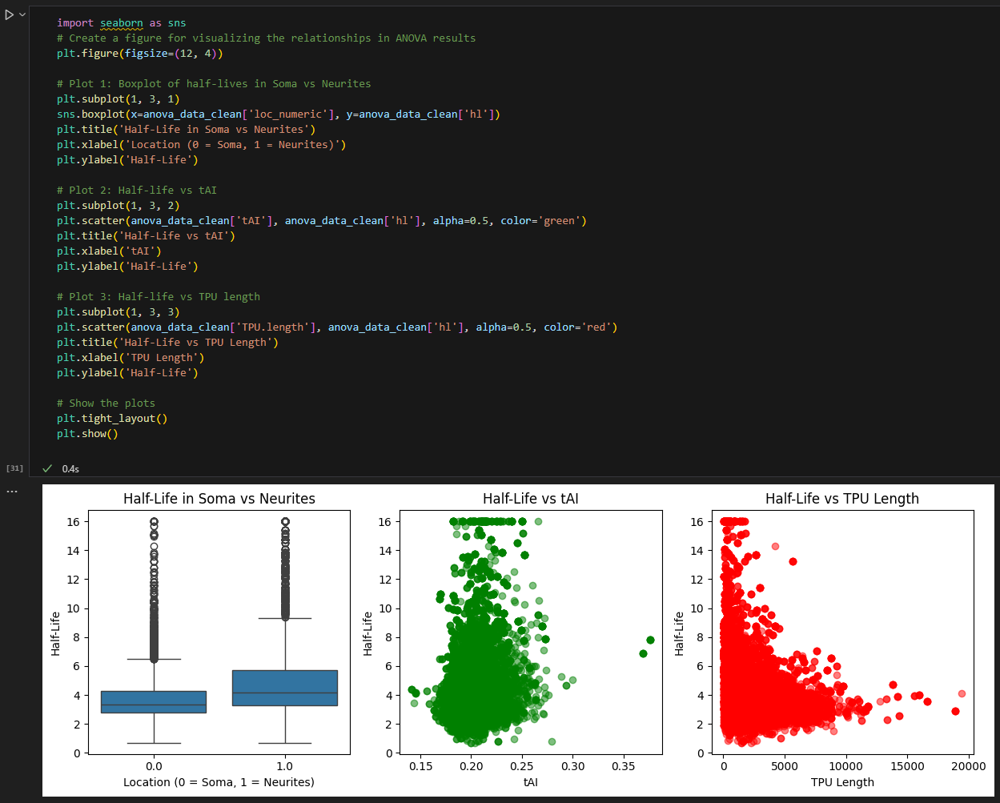 import seaborn as sns
# Create a figure for visualizing the relationships in ANOVA results
plt.figure(figsize=(12, 4))
# Plot 1: Boxplot of half-lives in Soma vs Neurites
plt.subplot(1, 3, 1)
sns.boxplot(x=anova_data_clean['loc_numeric'], y=anova_data_clean['hl'])
plt.title('Half-Life in Soma vs Neurites')
plt.xlabel('Location (0 = Soma, 1 = Neurites)')
plt.ylabel('Half-Life')
# Plot 2: Half-life vs tAI
plt.subplot(1, 3, 2)
plt.scatter(anova_data_clean['tAI'], anova_data_clean['hl'], alpha=0.5, color='green')
plt.title('Half-Life vs tAI')
plt.xlabel('tAI')
plt.ylabel('Half-Life')
# Plot 3: Half-life vs TPU length
plt.subplot(1, 3, 3)
plt.scatter(anova_data_clean['TPU.length'], anova_data_clean['hl'], alpha=0.5, color='red')
plt.title('Half-Life vs TPU Length')
plt.xlabel('TPU Length')
plt.ylabel('Half-Life')
# Show the plots
plt.tight_layout()
plt.show()
[31] 0.4s
Half-Life in Soma vs Neurites
16
14
12
10
8
6
4
2
0
Half-Life
0.0 1.0
Location (0 = Soma, 1 = Neurites)
Half-Life vs tAI
16
14
12
10
8
6
4
2
0
Half-Life
0.15 0.20 0.25 0.30 0.35
tAI
Half-Life vs TPU Length
16
14
12
10
8
6
4
2
0
Half-Life
0 5000 10000 15000 20000
TPU Length